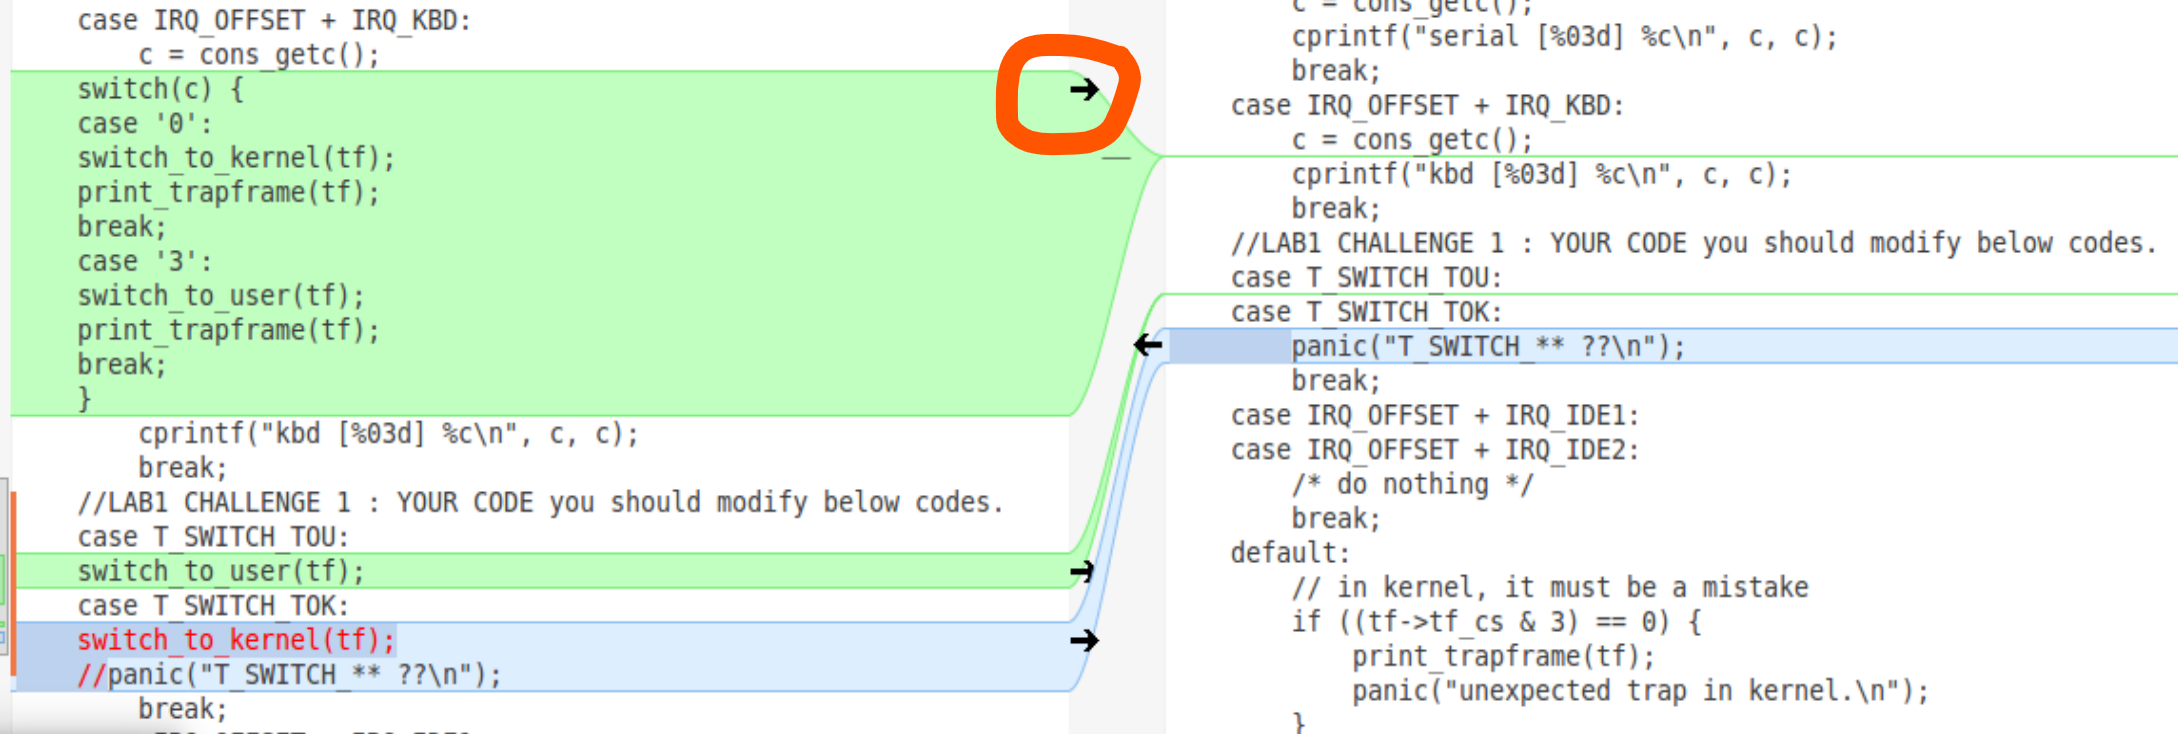 case IRQ_OFFSET + IRQ_KBD:
c = cons_getc();
switch(c) {
case '0':
switch_to_kernel(tf);
print_trapframe(tf);
break;
case '3':
switch_to_user(tf);
print_trapframe(tf);
break;
}
cprintf("kbd [%03d] %c\n", c, c);
break;
//LAB1 CHALLENGE 1 : YOUR CODE you should modify below codes.
case T_SWITCH_TOU:
switch_to_user(tf);
case T_SWITCH_TOK:
switch_to_kernel(tf);
//panic("T_SWITCH_** ??\n");
break;
c = cons_getc();
cprintf("serial [%03d] %c\n", c, c);
break;
case IRQ_OFFSET + IRQ_KBD:
c = cons_getc();
cprintf("kbd [%03d] %c\n", c, c);
break;
//LAB1 CHALLENGE 1 : YOUR CODE you should modify below codes.
case T_SWITCH_TOU:
case T_SWITCH_TOK:
panic("T_SWITCH_** ??\n");
break;
case IRQ_OFFSET + IRQ_IDE1:
case IRQ_OFFSET + IRQ_IDE2:
/* do nothing */
break;
default:
// in kernel, it must be a mistake
if ((tf->tf_cs & 3) == 0) {
print_trapframe(tf);
panic("unexpected trap in kernel.\n");
}